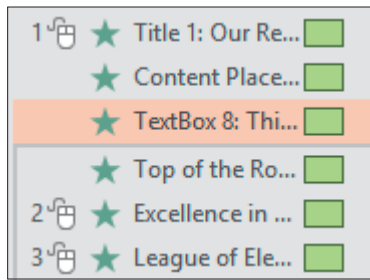 1 Title 1: Our Re...
Content Place...
TextBox 8: Thi...
Top of the Ro...
2 Excellence in ...
3 League of Ele...